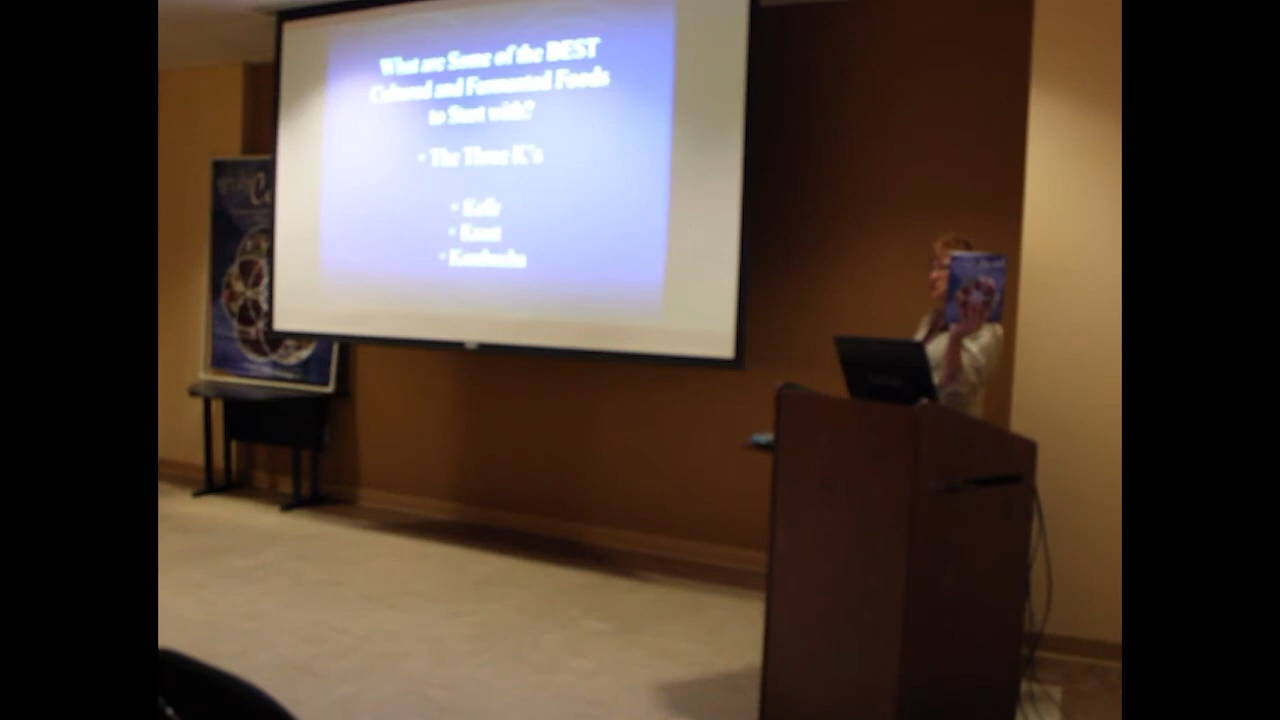 What are Some of the BEST
Cultured and Fermented Foods
to Start with?
• The Three K's
• Kefir
• Kraut
• Kombucha